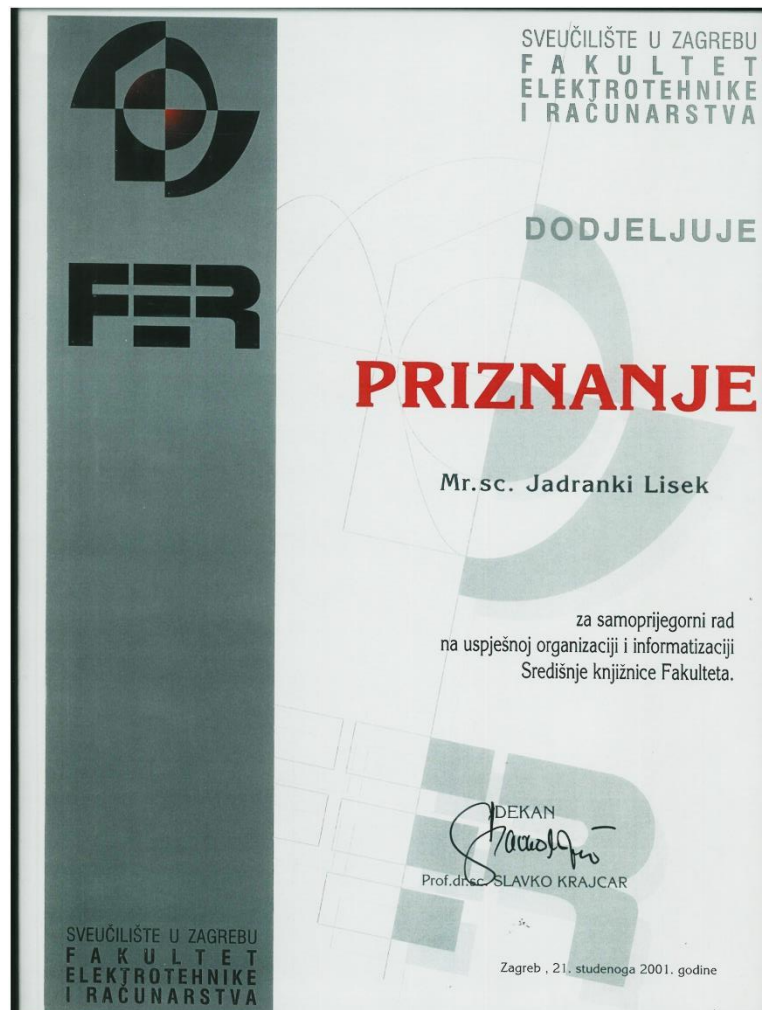 SVEUČILIŠTE U ZAGREBU
FAKULTET
ELEKTROTEHNIKE
I RAČUNARSTVA
DODJELJUJE
FER
PRIZNANJE
Mr.sc. Jadranki Lisek
za samoprijegorni rad
na uspješnoj organizaciji i informatizaciji
Središnje knjižnice Fakulteta.
DEKAN
Prof.dr.sc. SLAVKO KRAJCAR
Zagreb , 21. studenoga 2001. godine
SVEUČILIŠTE U ZAGREBU
FAKULTET
ELEKTROTEHNIKE
I RAČUNARSTVA